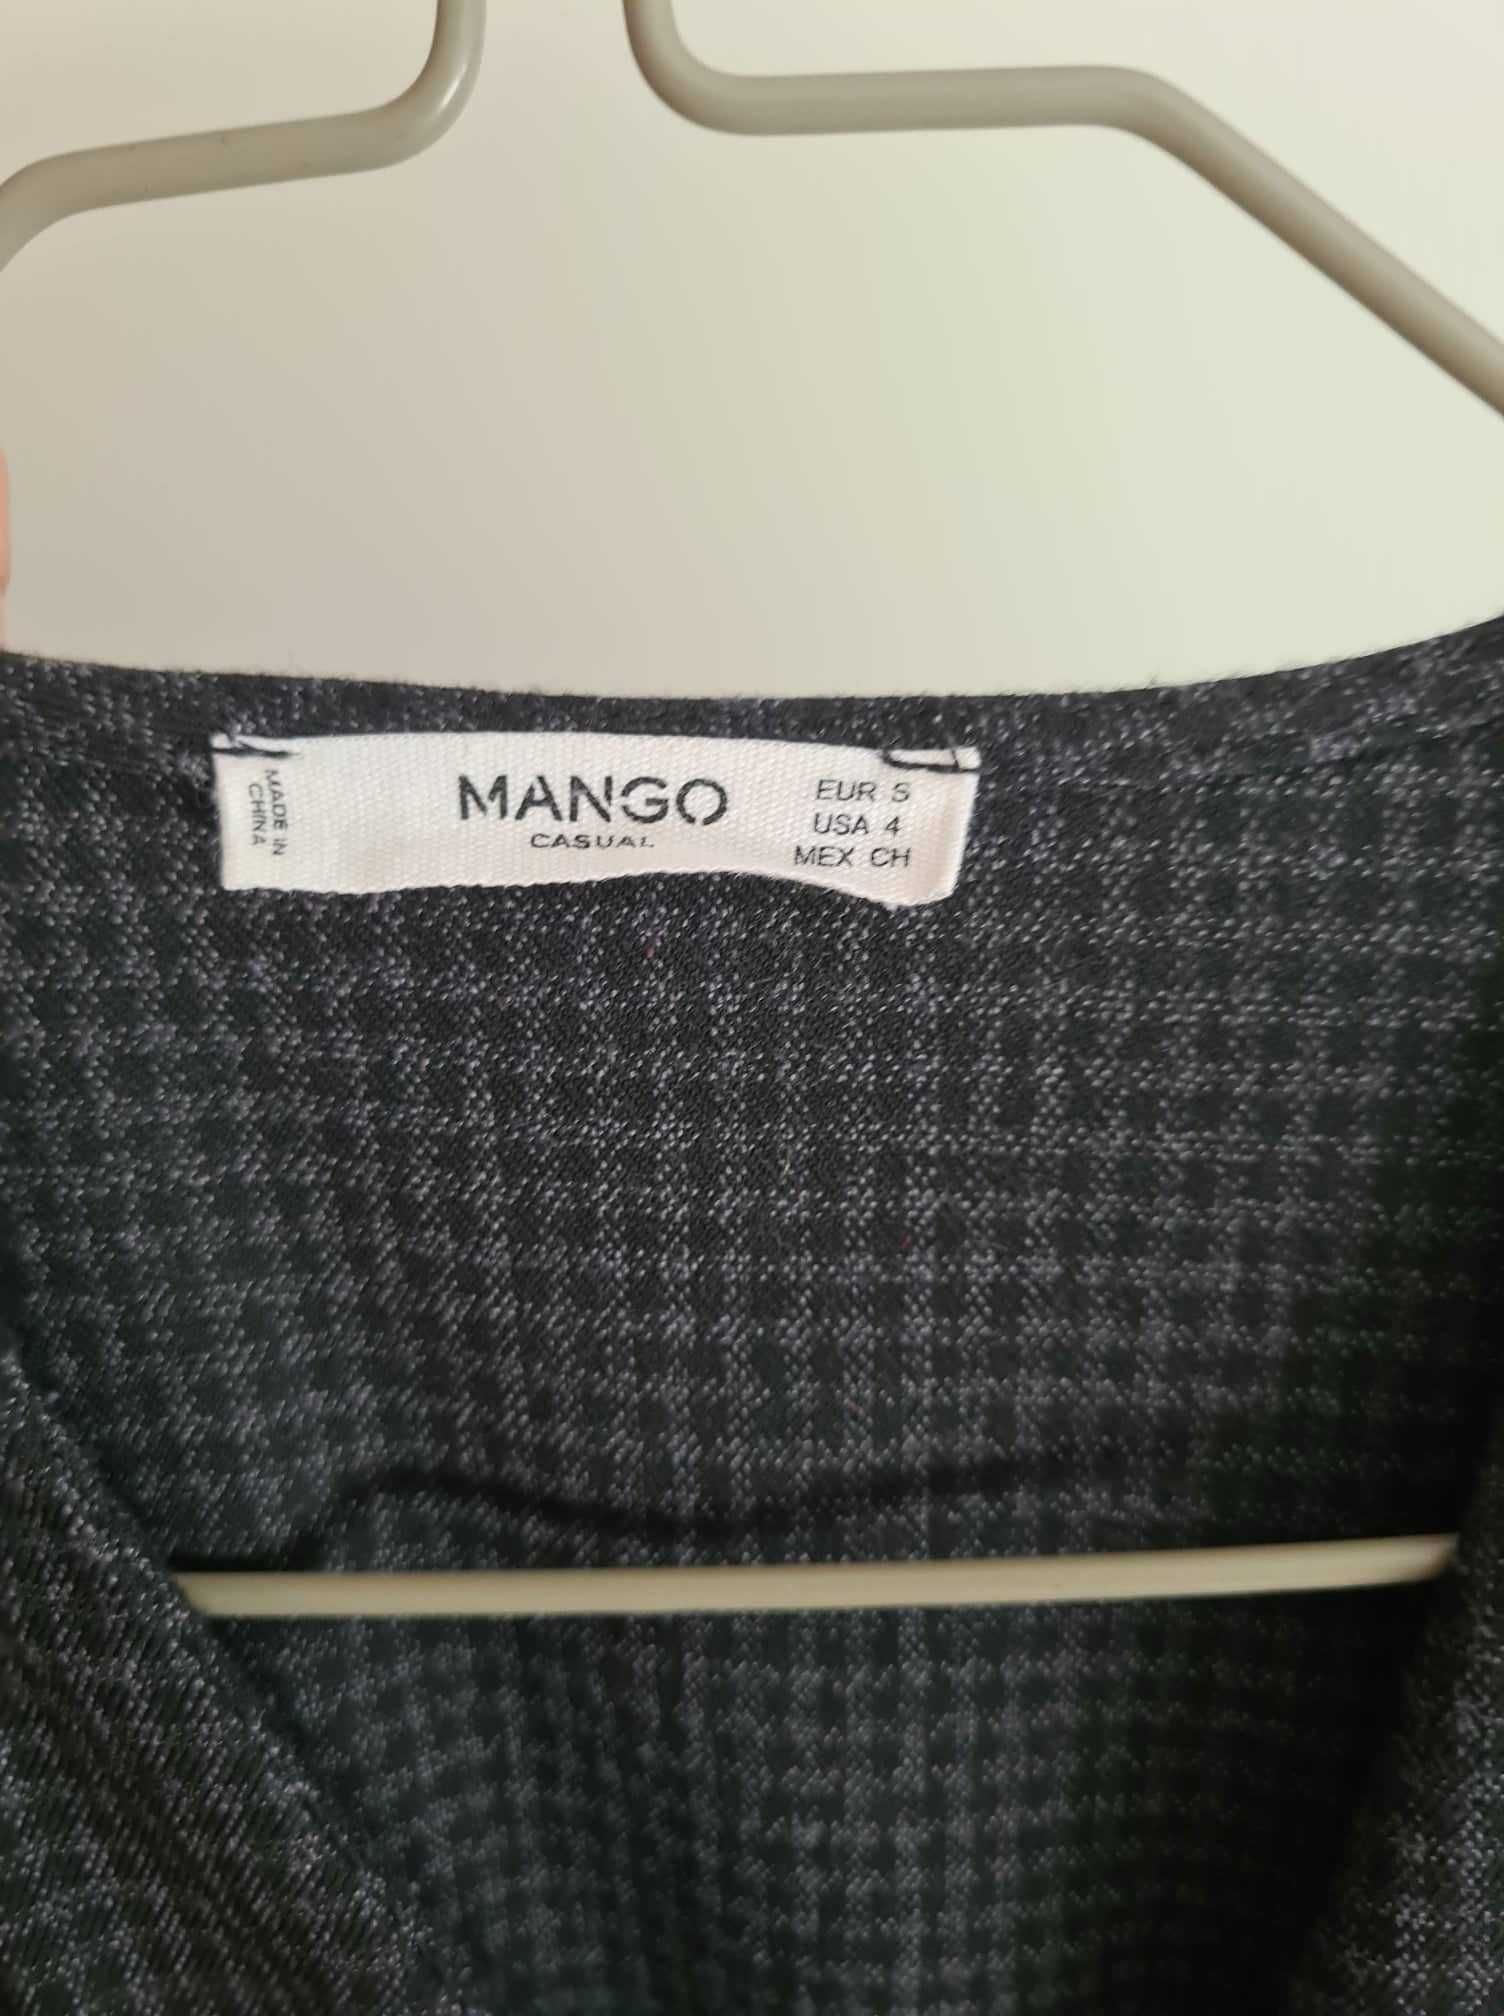 MADE IN
CHINA
MANGO
CASUAL
EUR S
USA 4
MEX CH